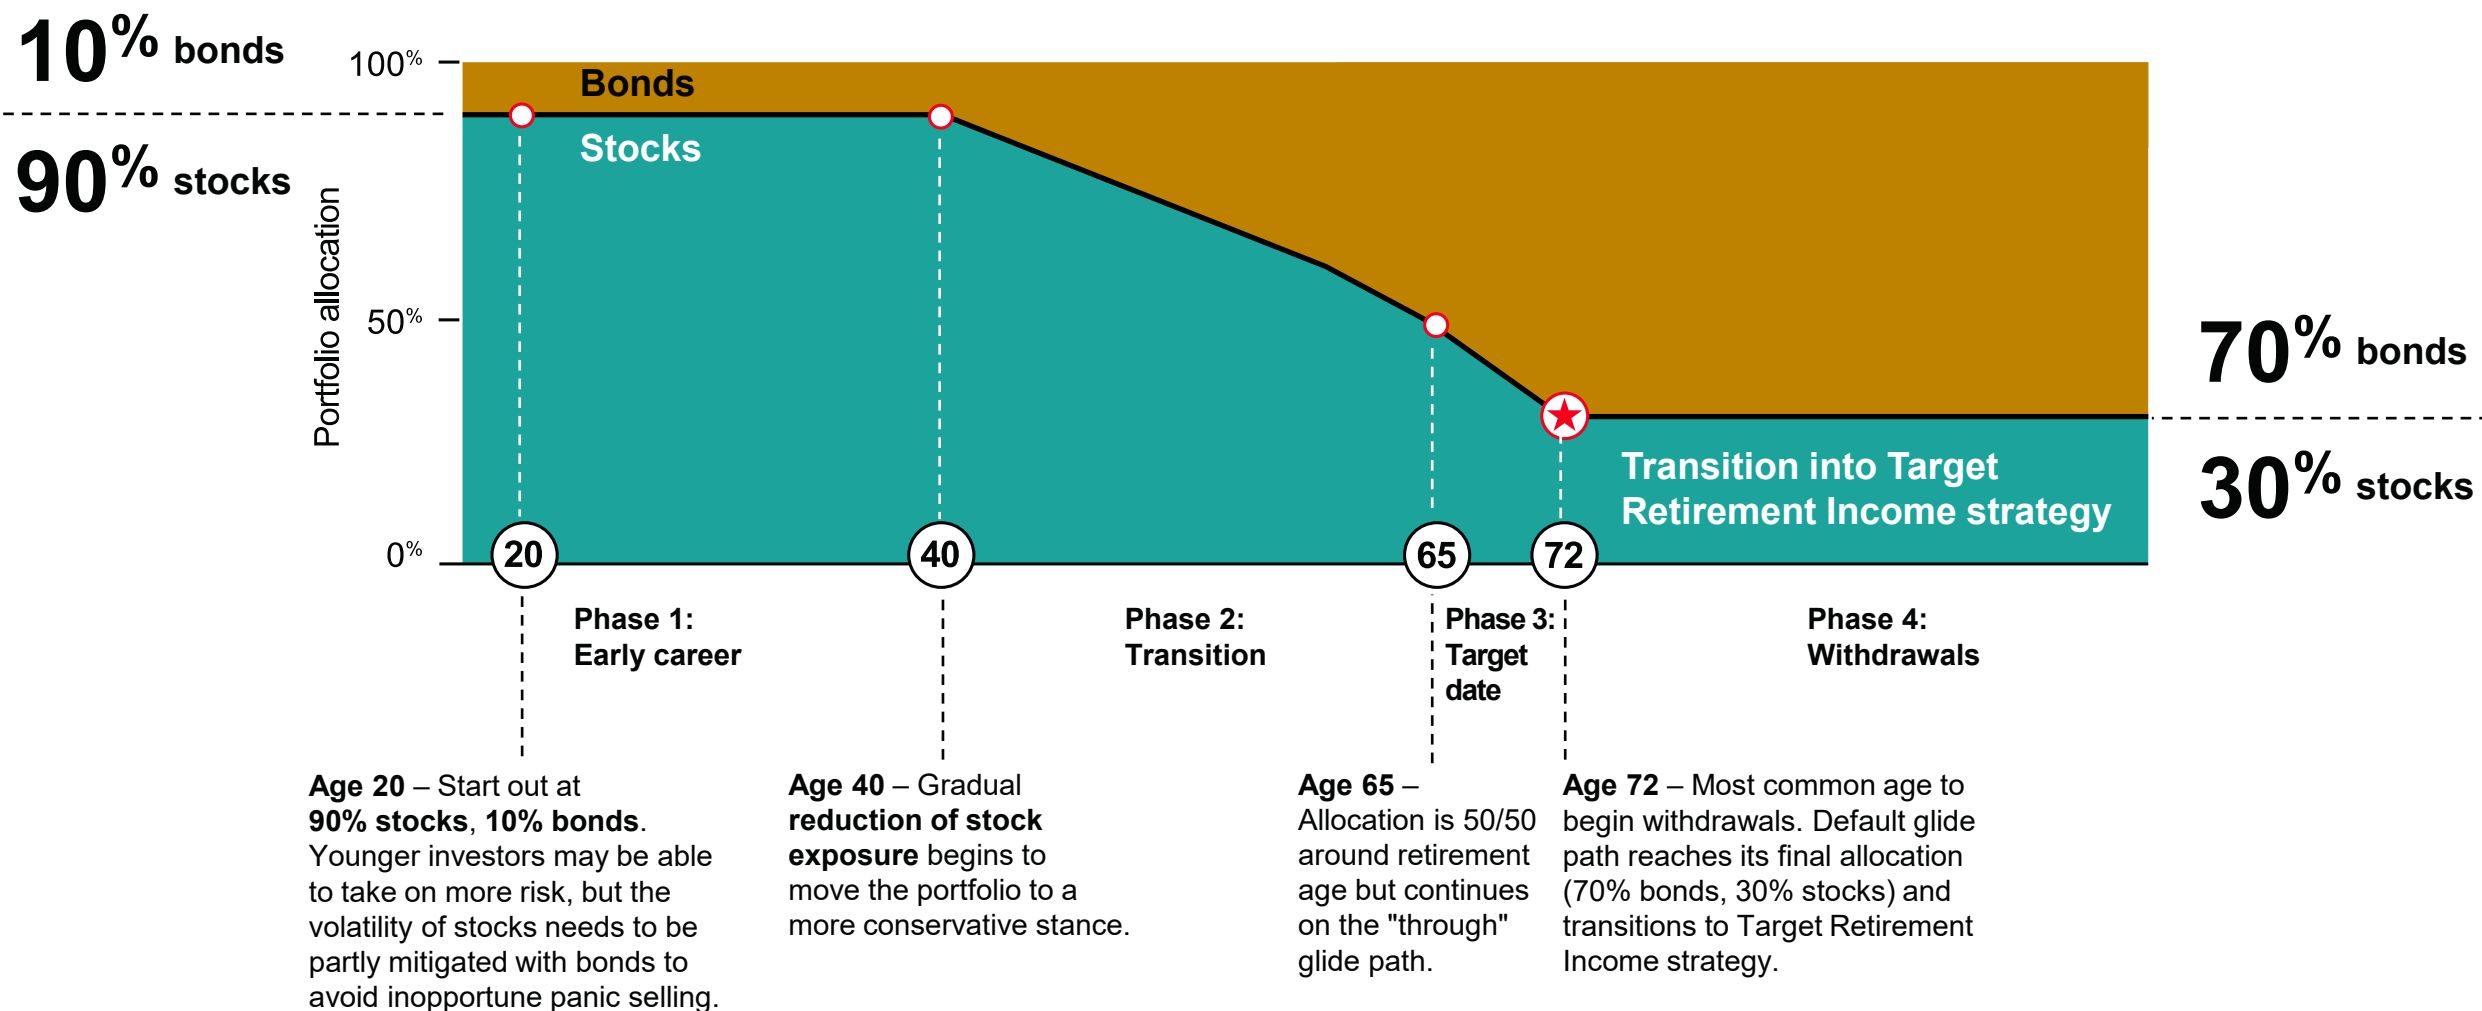 10% bonds
90% stocks
Portfolio allocation
100%
50%
0%
Bonds
Stocks
Transition into Target
Retirement Income strategy
70% bonds
30% stocks
20
40
65
72
Phase 1:
Early career
Phase 2:
Transition
Phase 3:
Target
date
Phase 4:
Withdrawals
Age 20 – Start out at
90% stocks, 10% bonds.
Younger investors may be able
to take on more risk, but the
volatility of stocks needs to be
partly mitigated with bonds to
avoid inopportune panic selling.
Age 40 – Gradual
reduction of stock
exposure begins to
move the portfolio to a
more conservative stance.
Age 65 –
Allocation is 50/50
around retirement
age but continues
on the "through"
glide path.
Age 72 – Most common age to
begin withdrawals. Default glide
path reaches its final allocation
(70% bonds, 30% stocks) and
transitions to Target Retirement
Income strategy.